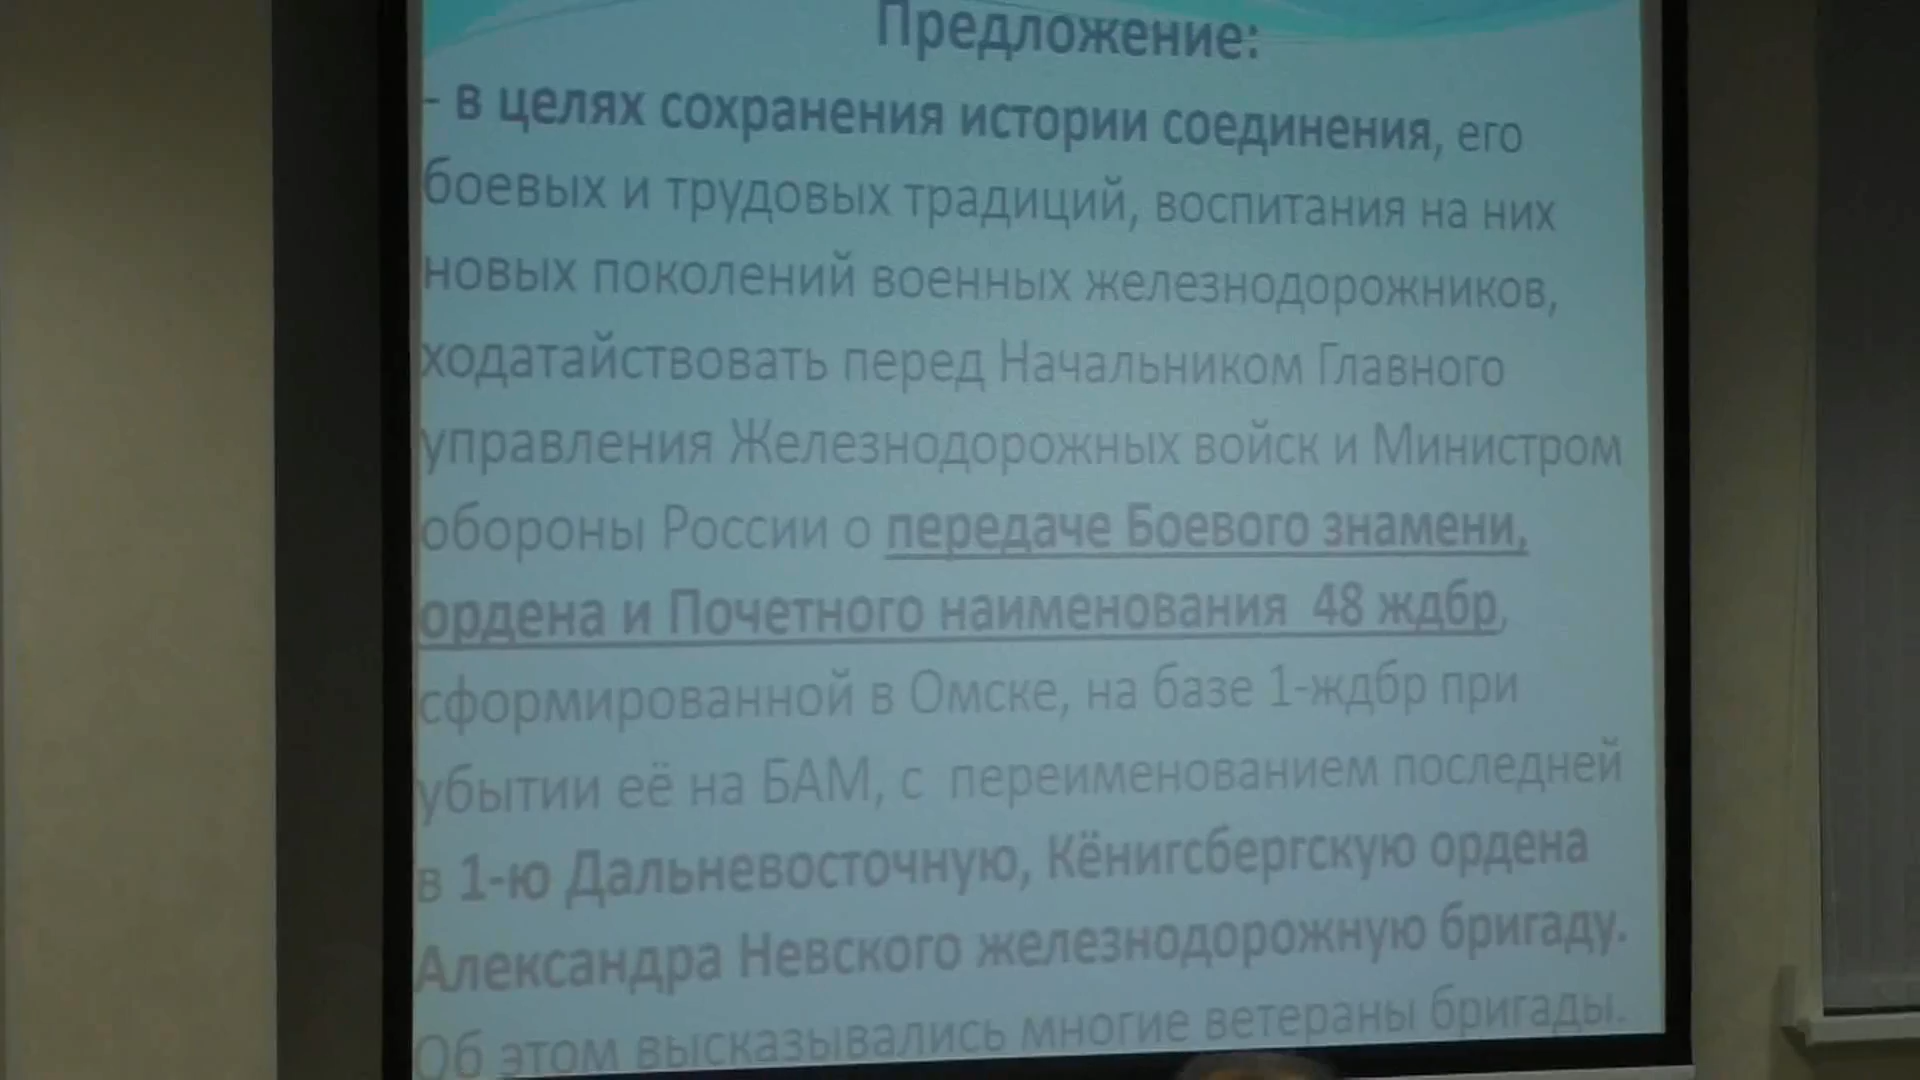 Предложение:
- в целях сохранения истории соединения, его
боевых и трудовых традиций, воспитания на них
новых поколений военных железнодорожников,
ходатайствовать перед Начальником Главного
управления Железнодорожных войск и Министром
обороны России о передаче Боевого знамени,
ордена и Почетного наименования 48 ждбр,
сформированной в Омске, на базе 1-ждбр при
убытии её на БАМ, с переименованием последней
в 1-ю Дальневосточную, Кёнигсбергскую ордена
Александра Невского железнодорожную бригаду.
Об этом высказывались многие ветераны бригады.